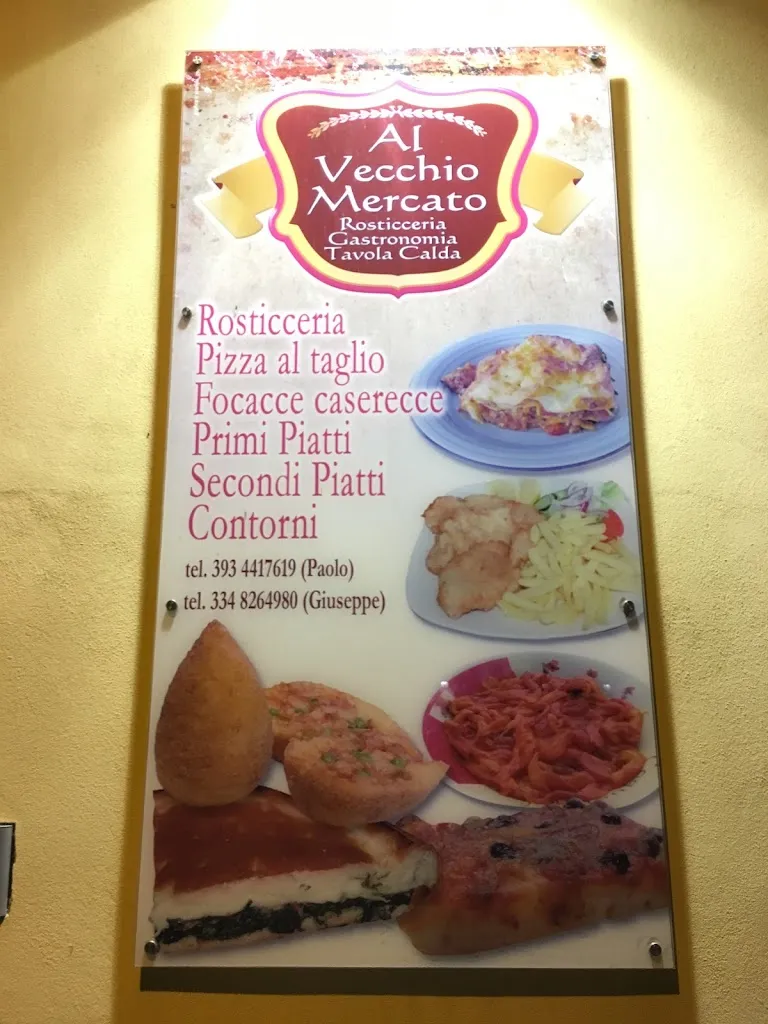 Al
Vecchio
Mercato
Rosticceria
Gastronomia
Tavola Calda
Rosticceria
Pizza al taglio
Focacce caserecce
Primi Piatti
Secondi Piatti
Contorni
tel. 393 4417619 (Paolo)
tel. 334 8264980 (Giuseppe)